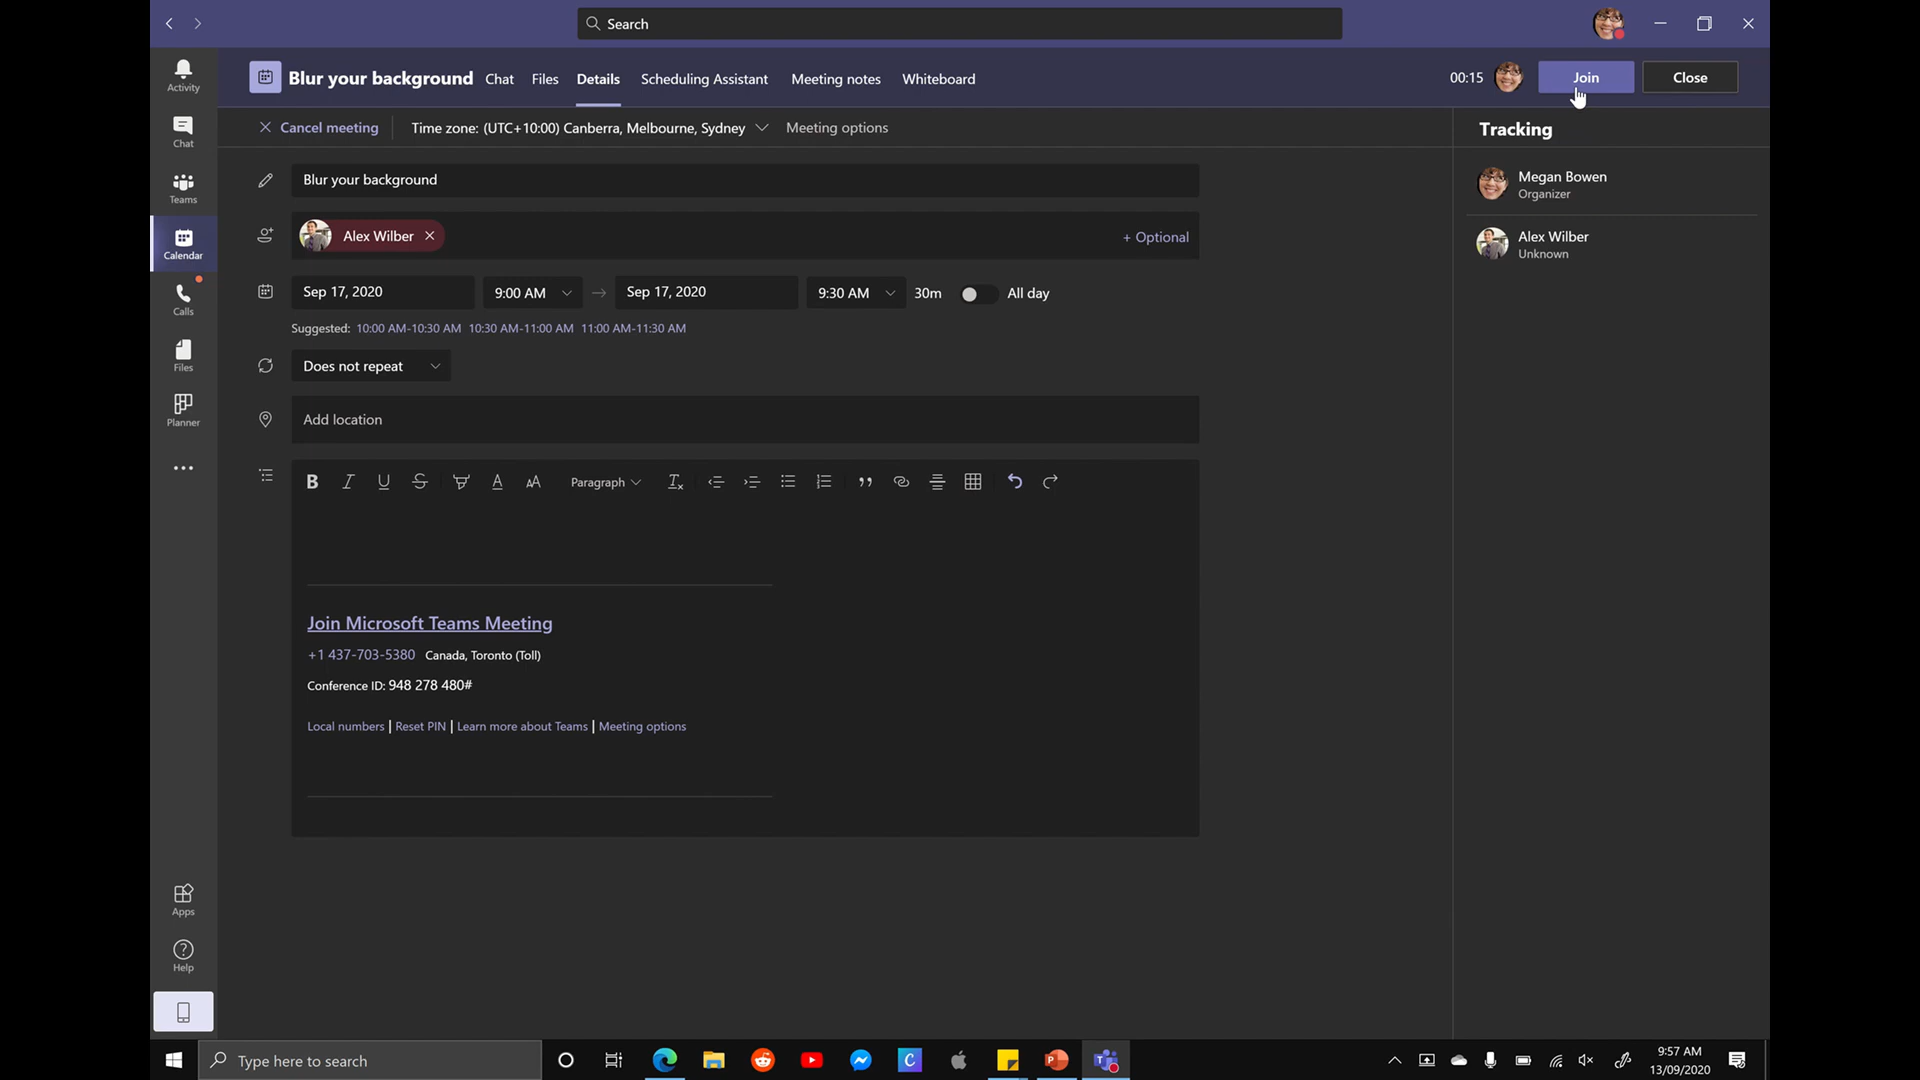 Search
Activity
Chat
Teams
Calendar
Calls
Files
Planner
Apps
Help
Blur your background
Chat
Files
Details
Scheduling Assistant
Meeting notes
Whiteboard
00:15
Join
Close
Cancel meeting
Time zone: (UTC+10:00) Canberra, Melbourne, Sydney
Meeting options
Blur your background
Alex Wilber
+ Optional
Sep 17, 2020
9:00 AM
Sep 17, 2020
9:30 AM
30m
All day
Suggested: 10:00 AM-10:30 AM 10:30 AM-11:00 AM 11:00 AM-11:30 AM
Does not repeat
Add location
B I U S A AA Paragraph
Join Microsoft Teams Meeting
+1 437-703-5380 Canada, Toronto (Toll)
Conference ID: 948 278 480#
Local numbers | Reset PIN | Learn more about Teams | Meeting options
Tracking
Megan Bowen
Organizer
Alex Wilber
Unknown
Type here to search
9:57 AM
13/09/2020